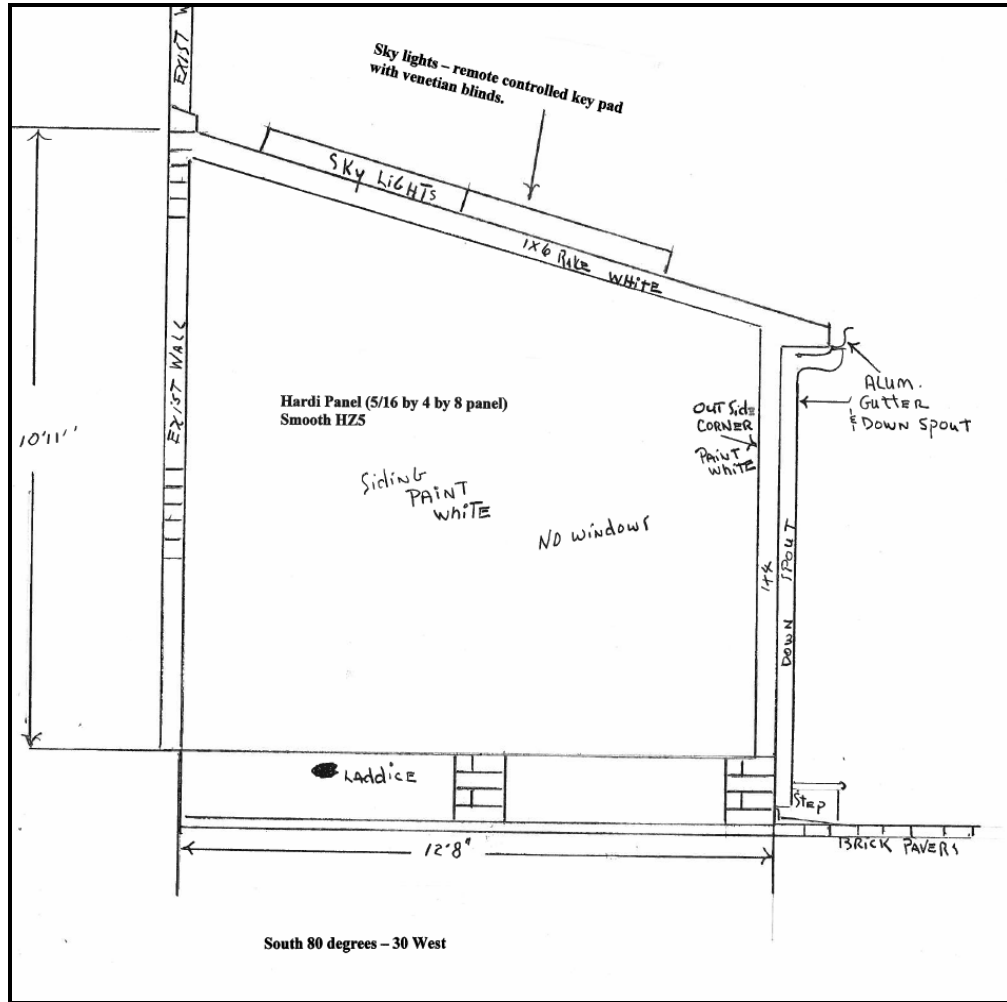 EXIST W
Sky lights – remote controlled key pad
with venetian blinds.
SKY LIGHTS
1X6 RAKE WHITE
EXIST WALL
10'11"
Hardi Panel (5/16 by 4 by 8 panel)
Smooth HZ5
SidiNG
PAiNT
WHiTE
NO WiNdOWS
OUTSide
CORNER
PAiNT
WHiTE
1X4
DOWN SPOUT
ALUM.
GUTTER
& DOWN SPOUT
LAddiCE
STEP
BRICK PAVERS
12'8"
South 80 degrees – 30 West